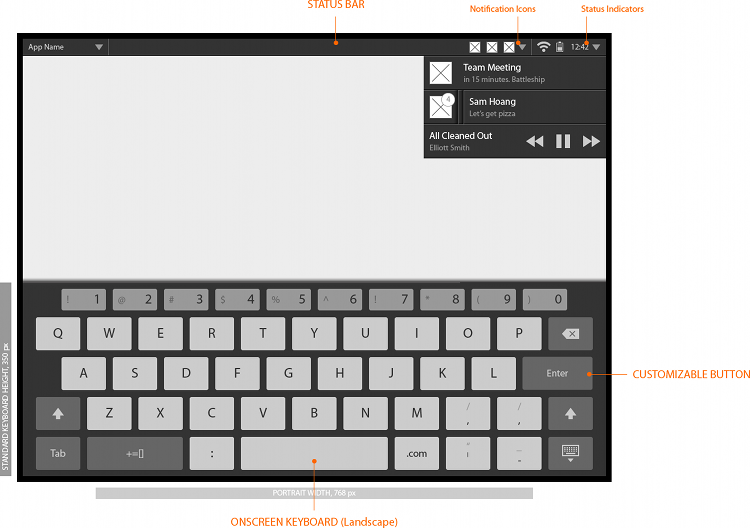 STATUS BAR
Notification Icons
Status Indicators
App Name
12:42
Team Meeting
in 15 minutes. Battleship
4
Sam Hoang
Let's get pizza
All Cleaned Out
Elliott Smith
! 1 @ 2 # 3 $ 4 % 5 ^ 6 ! 7 * 8 ( 9 ) 0
Q W E R T Y U I O P
A S D F G H J K L Enter
CUSTOMIZABLE BUTTON
Z X C V B N M / , / ,
Tab +=[] : .com " ' _ -
STANDARD KEYBOARD HEIGHT, 350 px
PORTRAIT WIDTH, 768 px
ONSCREEN KEYBOARD (Landscape)